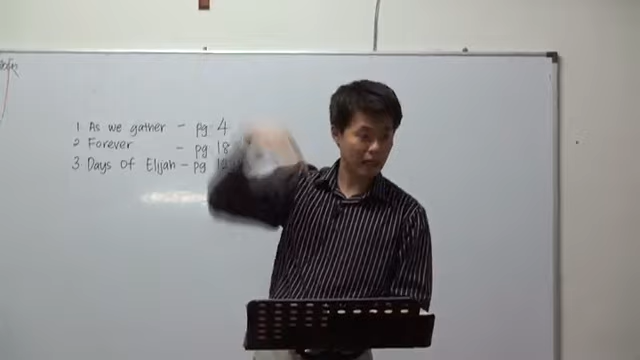 1 As we gather - pg 4
2 Forever - pg 18
3 Days Of Elijah - pg